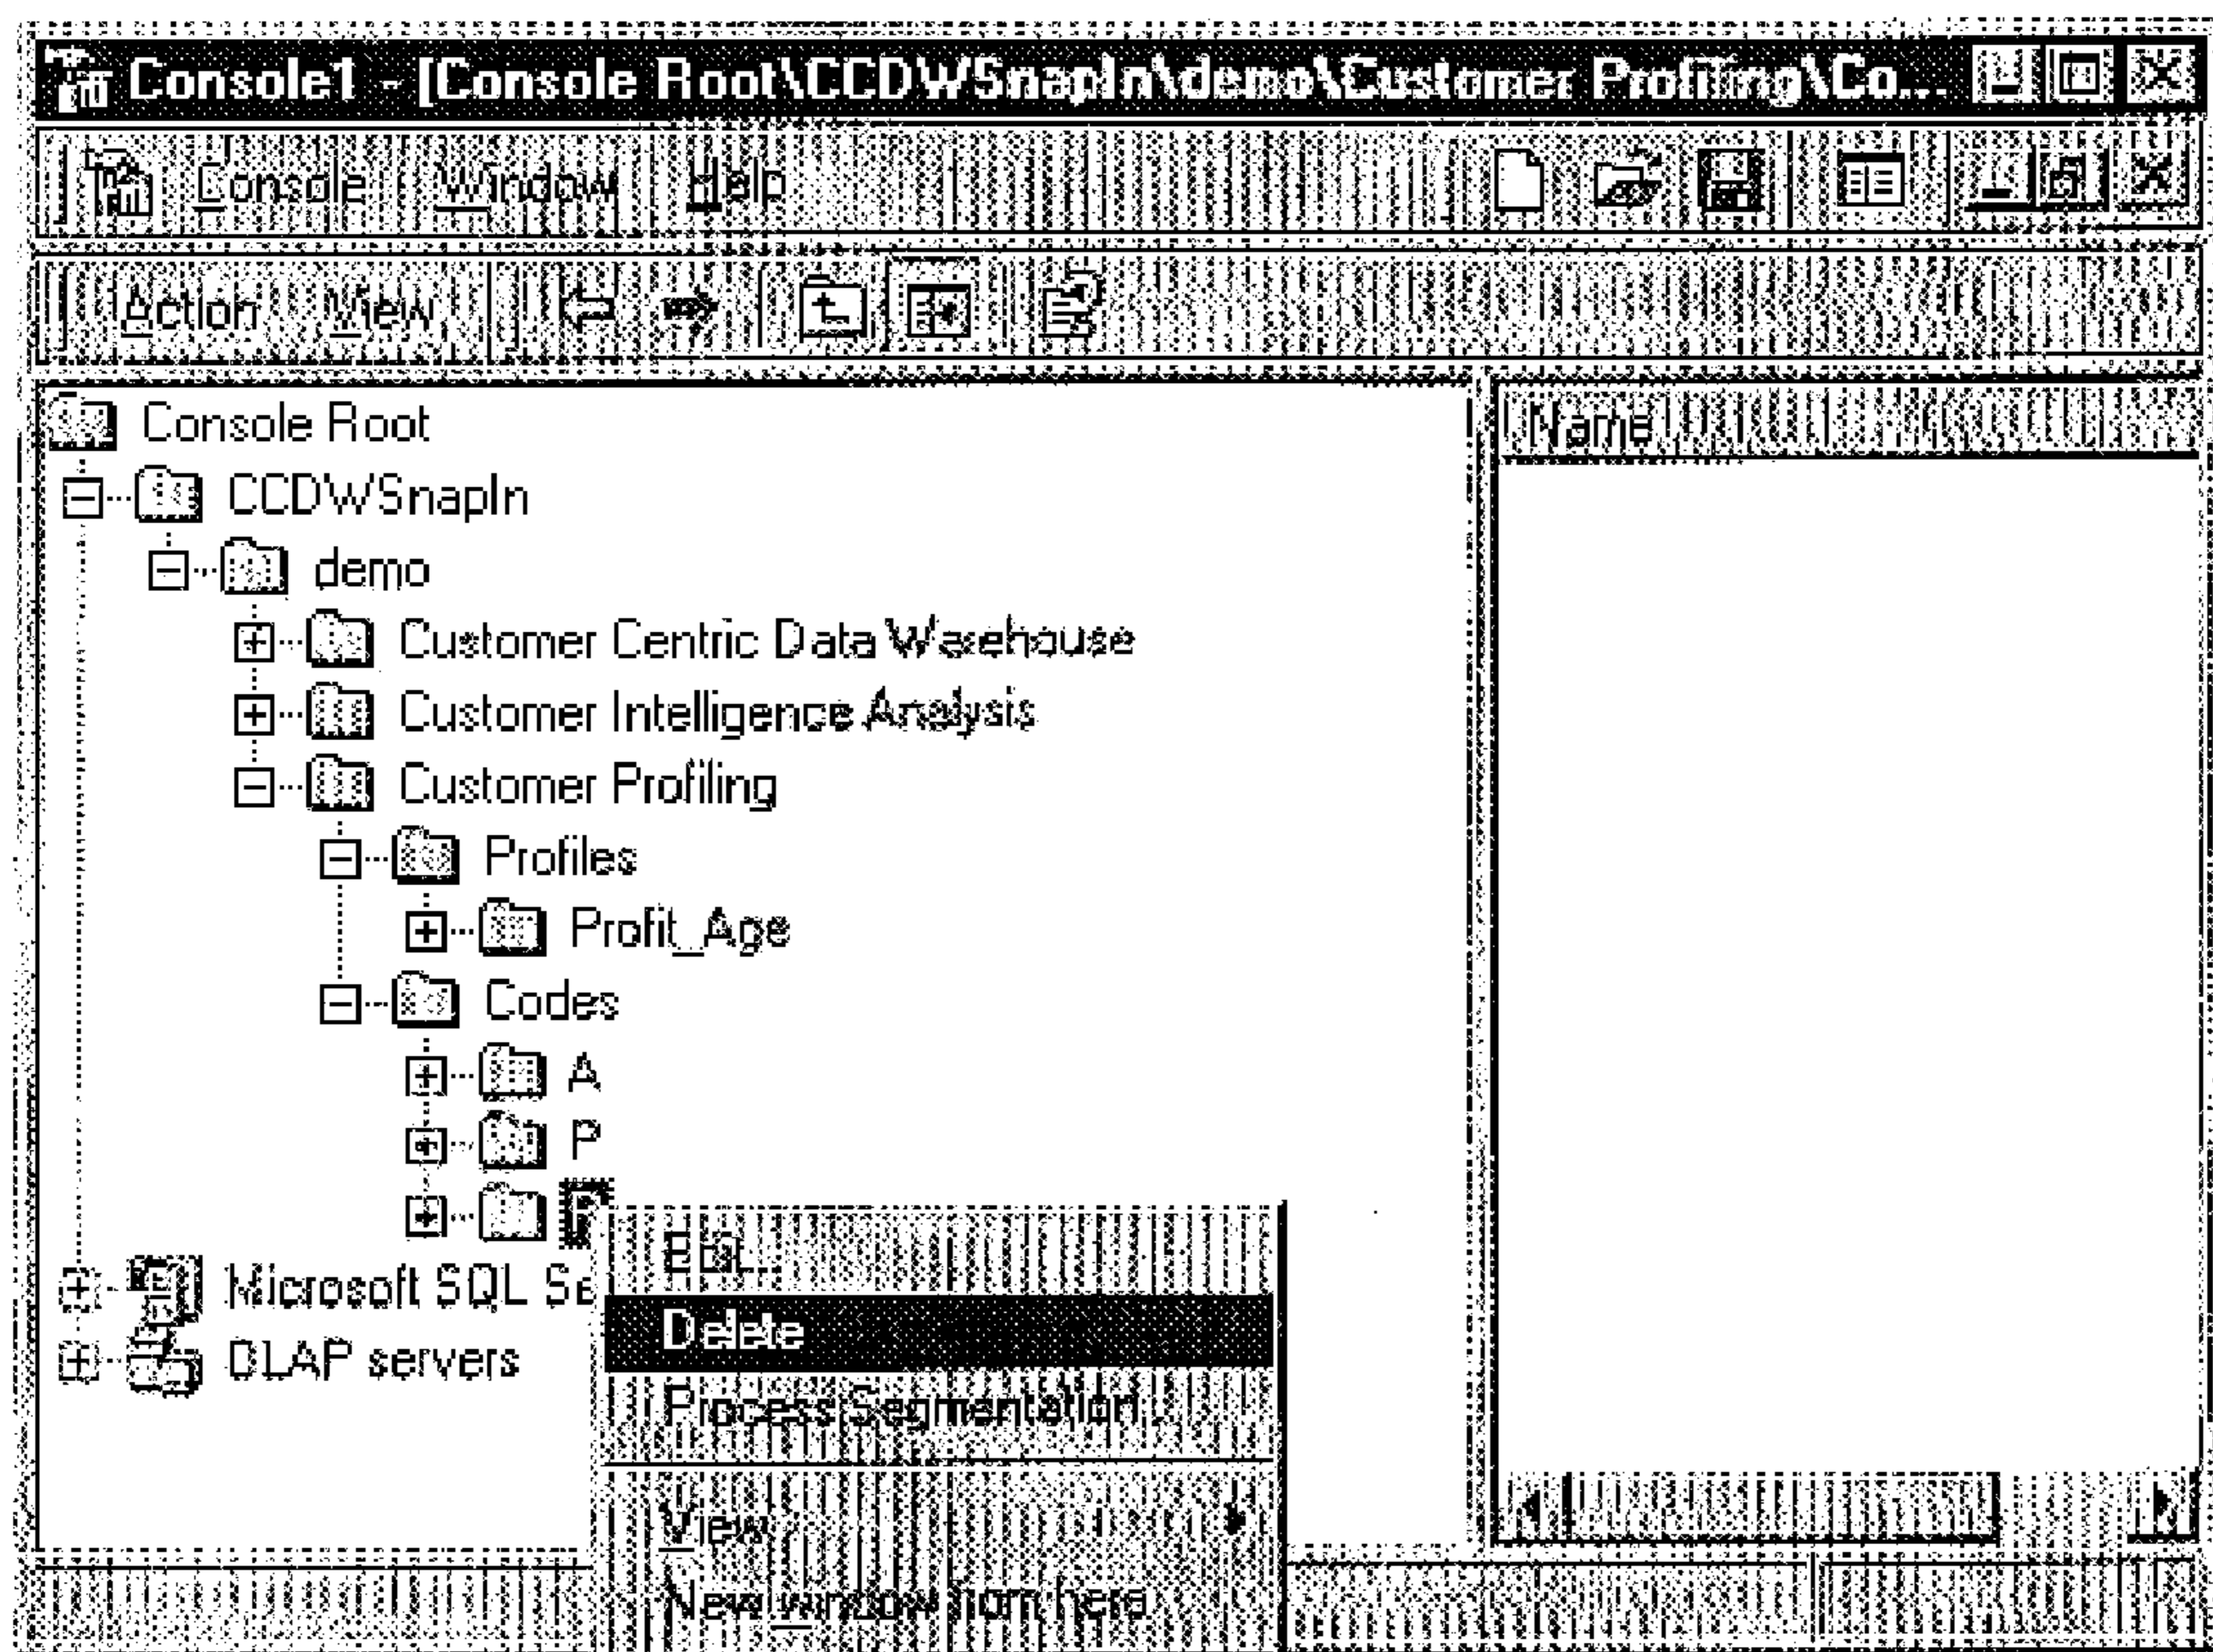 Console1 - [Console Root\CCDWSnapIn\demo\Customer Profiling\Co...
Console Window Help
Action View
Console Root
Name
CCDWSnapIn
demo
Customer Centric Data Warehouse
Customer Intelligence Analysis
Customer Profiling
Profiles
Profit_Age
Codes
A
P
Microsoft SQL Se
Delete
OLAP servers
Process Segmentation
View
New window from here